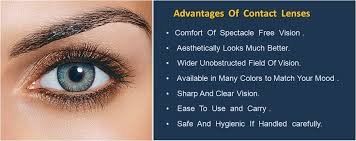 Advantages Of Contact Lenses
• Comfort Of Spectacle Free Vision .
• Aesthetically Looks Much Better.
• Wider Unobstructed Field Of Vision.
• Available in Many Colors to Match Your Mood .
• Sharp And Clear Vision.
• Ease To Use and Carry .
• Safe And Hygienic If Handled carefully.